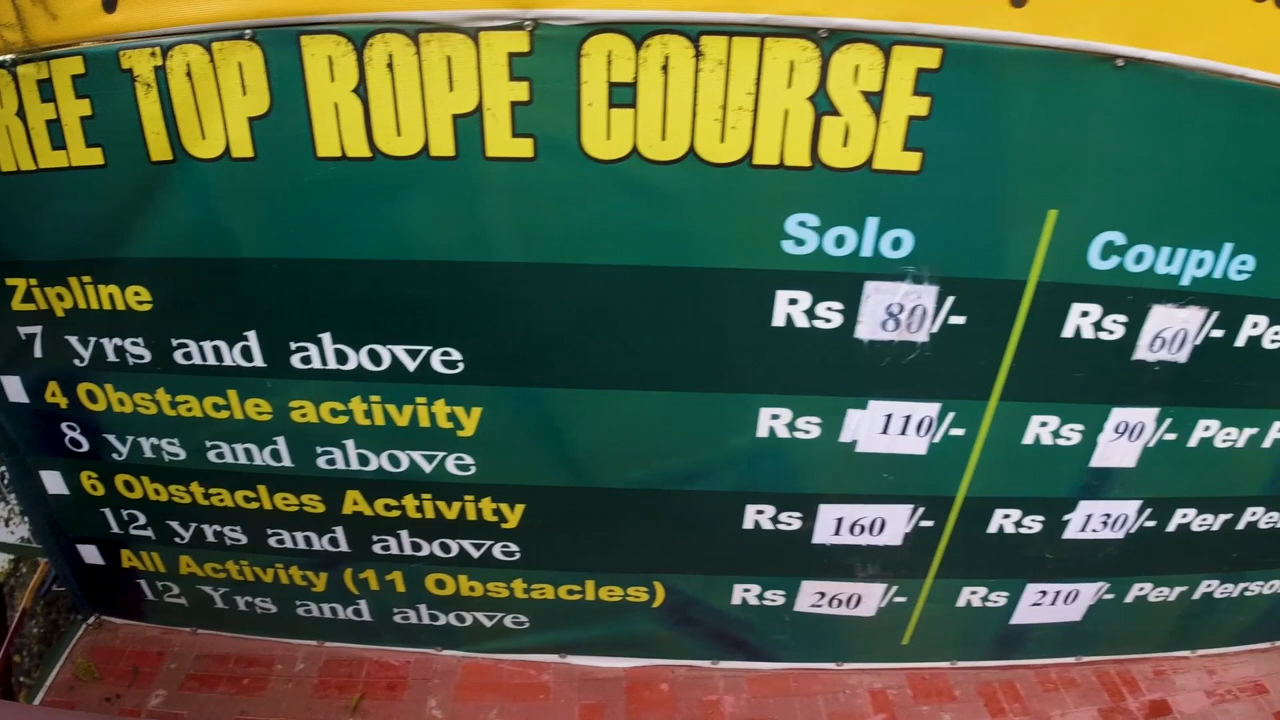 REE TOP ROPE COURSE
Solo Couple
Zipline Rs 80/- Rs 60/- Pe
7 yrs and above
4 Obstacle activity Rs 110/- Rs 90/- Per P
8 yrs and above
6 Obstacles Activity Rs 160/- Rs 130/- Per Pe
12 yrs and above
All Activity (11 Obstacles) Rs 260/- Rs 210/- Per Perso
12 Yrs and above